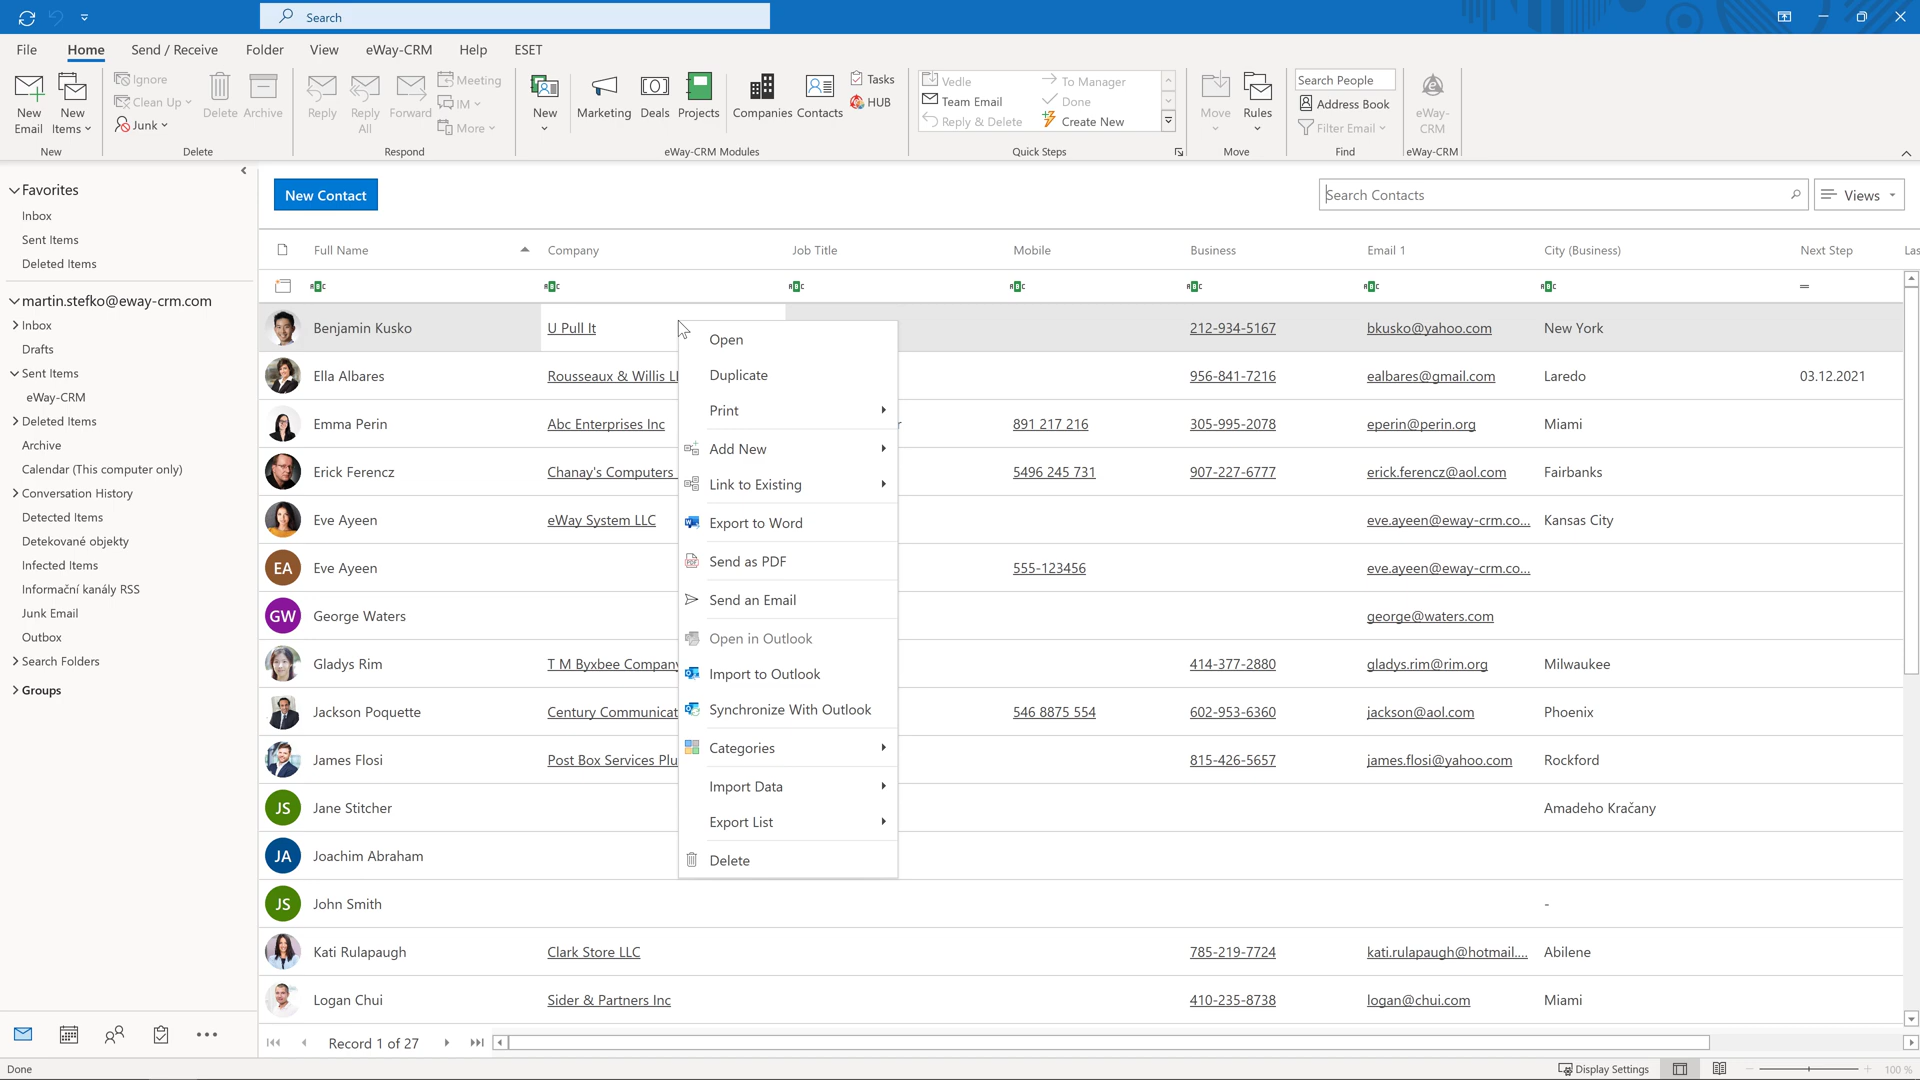 Search
File Home Send / Receive Folder View eWay-CRM Help ESET
New Email
New Items
Ignore
Clean Up
Junk
Delete
Archive
Reply
Reply All
Forward
Meeting
IM
More
New
Marketing
Deals
Projects
Companies
Contacts
Tasks
HUB
Vedle
Team Email
Reply & Delete
To Manager
Done
Create New
Move
Rules
Search People
Address Book
Filter Email
eWay-CRM
New
Delete
Respond
eWay-CRM Modules
Quick Steps
Move
Find
eWay-CRM
Favorites
Inbox
Sent Items
Deleted Items
martin.stefko@eway-crm.com
Inbox
Drafts
Sent Items
eWay-CRM
Deleted Items
Archive
Calendar (This computer only)
Conversation History
Detected Items
Detekované objekty
Infected Items
Informační kanály RSS
Junk Email
Outbox
Search Folders
Groups
New Contact
Search Contacts
Views
Full Name Company Job Title Mobile Business Email 1 City (Business) Next Step Las
Benjamin Kusko U Pull It 212-934-5167 bkusko@yahoo.com New York
Ella Albares Rousseaux & Willis Ll 956-841-7216 ealbares@gmail.com Laredo 03.12.2021
Emma Perin Abc Enterprises Inc r 891 217 216 305-995-2078 eperin@perin.org Miami
Erick Ferencz Chanay's Computers 5496 245 731 907-227-6777 erick.ferencz@aol.com Fairbanks
Eve Ayeen eWay System LLC eve.ayeen@eway-crm.co... Kansas City
EA Eve Ayeen 555-123456 eve.ayeen@eway-crm.co...
GW George Waters george@waters.com
Gladys Rim T M Byxbee Company 414-377-2880 gladys.rim@rim.org Milwaukee
Jackson Poquette Century Communicat 546 8875 554 602-953-6360 jackson@aol.com Phoenix
James Flosi Post Box Services Plu 815-426-5657 james.flosi@yahoo.com Rockford
JS Jane Stitcher Amadeho Kračany
JA Joachim Abraham
JS John Smith -
Kati Rulapaugh Clark Store LLC 785-219-7724 kati.rulapaugh@hotmail.... Abilene
Logan Chui Sider & Partners Inc 410-235-8738 logan@chui.com Miami
Open
Duplicate
Print
Add New
Link to Existing
Export to Word
Send as PDF
Send an Email
Open in Outlook
Import to Outlook
Synchronize With Outlook
Categories
Import Data
Export List
Delete
Record 1 of 27
Done
Display Settings
100 %